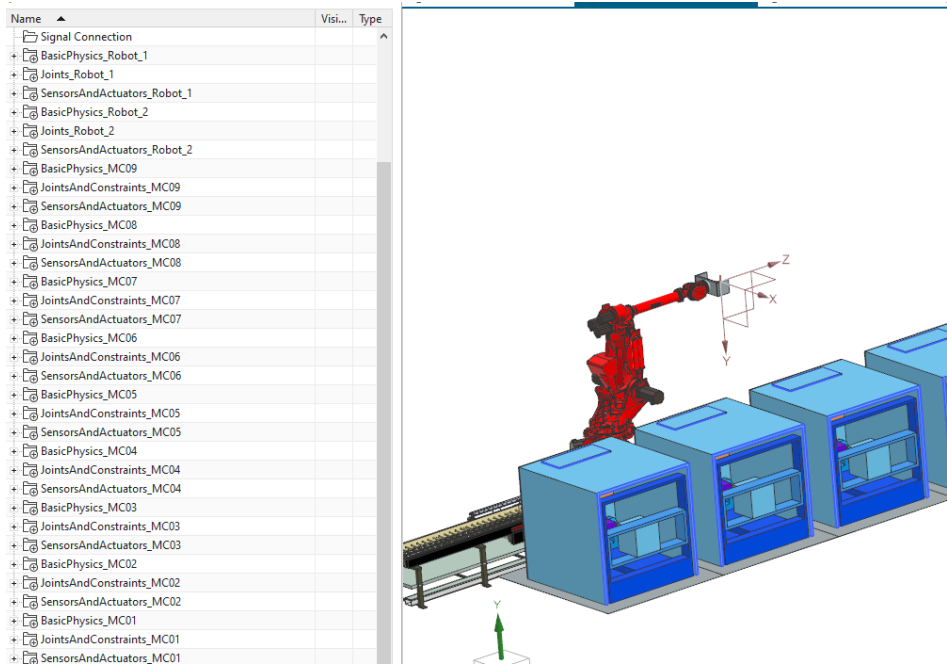 Name Visi... Type
Signal Connection
BasicPhysics_Robot_1
Joints_Robot_1
SensorsAndActuators_Robot_1
BasicPhysics_Robot_2
Joints_Robot_2
SensorsAndActuators_Robot_2
BasicPhysics_MC09
JointsAndConstraints_MC09
SensorsAndActuators_MC09
BasicPhysics_MC08
JointsAndConstraints_MC08
SensorsAndActuators_MC08
BasicPhysics_MC07
JointsAndConstraints_MC07
SensorsAndActuators_MC07
BasicPhysics_MC06
JointsAndConstraints_MC06
SensorsAndActuators_MC06
BasicPhysics_MC05
JointsAndConstraints_MC05
SensorsAndActuators_MC05
BasicPhysics_MC04
JointsAndConstraints_MC04
SensorsAndActuators_MC04
BasicPhysics_MC03
JointsAndConstraints_MC03
SensorsAndActuators_MC03
BasicPhysics_MC02
JointsAndConstraints_MC02
SensorsAndActuators_MC02
BasicPhysics_MC01
JointsAndConstraints_MC01
SensorsAndActuators_MC01
Z
X
Y
Y